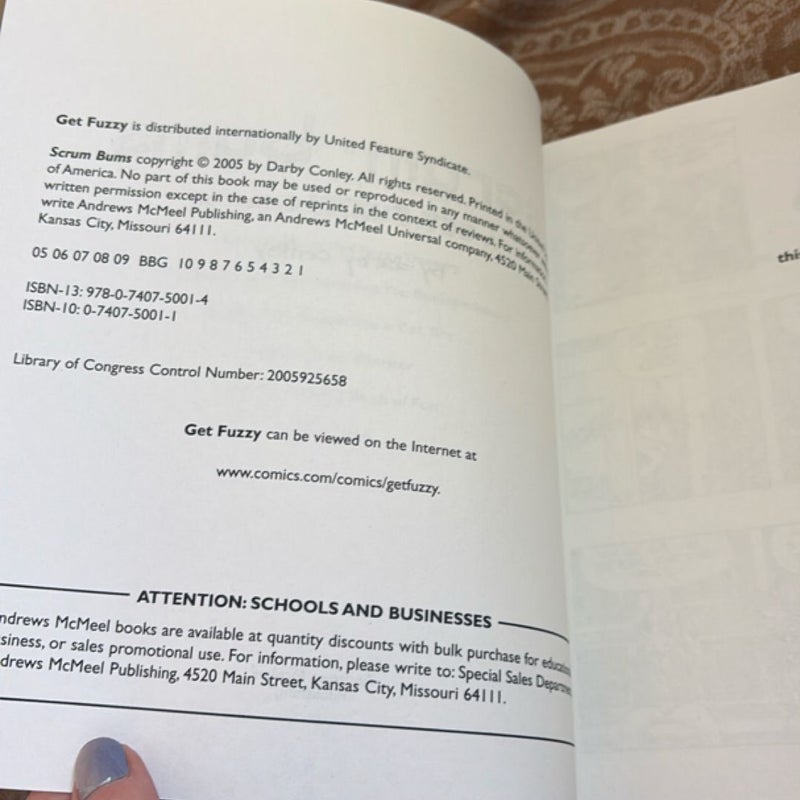 Get Fuzzy is distributed internationally by United Feature Syndicate.
Scrum Bums copyright © 2005 by Darby Conley. All rights reserved. Printed in the United
of America. No part of this book may be used or reproduced in any manner whatsoever
written permission except in the case of reprints in the context of reviews. For information
write Andrews McMeel Publishing, an Andrews McMeel Universal company, 4520 Main Street
Kansas City, Missouri 64111.
05 06 07 08 09 BBG 10 9 8 7 6 5 4 3 2 1
ISBN-13: 978-0-7407-5001-4
ISBN-10: 0-7407-5001-1
Library of Congress Control Number: 2005925658
Get Fuzzy can be viewed on the Internet at
www.comics.com/comics/getfuzzy.
ATTENTION: SCHOOLS AND BUSINESSES
ndrews McMeel books are available at quantity discounts with bulk purchase for
siness, or sales promotional use. For information, please write to: Special Sales
drews McMeel Publishing, 4520 Main Street, Kansas City, Missouri 64111.